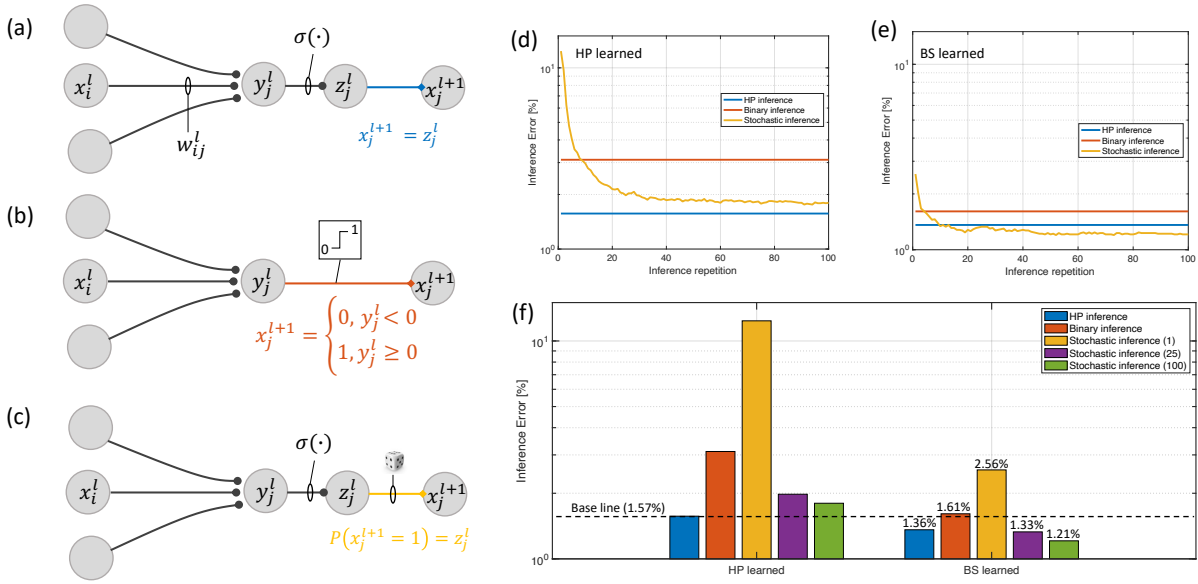 (a)
σ(·)
x_i^l
y_j^l
z_j^l
x_j^{l+1}
w_{ij}^l
x_j^{l+1} = z_j^l
(b)
0
1
x_i^l
y_j^l
x_j^{l+1}
x_j^{l+1} = {0, y_j^l < 0
1, y_j^l ≥ 0
(c)
σ(·)
x_i^l
y_j^l
z_j^l
x_j^{l+1}
P(x_j^{l+1} = 1) = z_j^l
(d)
HP learned
HP inference
Binary inference
Stochastic inference
Inference Error [%]
10^1
10^0
0 20 40 60 80 100
Inference repetition
(e)
BS learned
HP inference
Binary inference
Stochastic inference
Inference Error [%]
10^1
10^0
0 20 40 60 80 100
Inference repetition
(f)
HP inference
Binary inference
Stochastic inference (1)
Stochastic inference (25)
Stochastic inference (100)
Inference Error [%]
10^1
10^0
Base line (1.57%)
1.36%
1.61%
2.56%
1.33%
1.21%
HP learned
BS learned